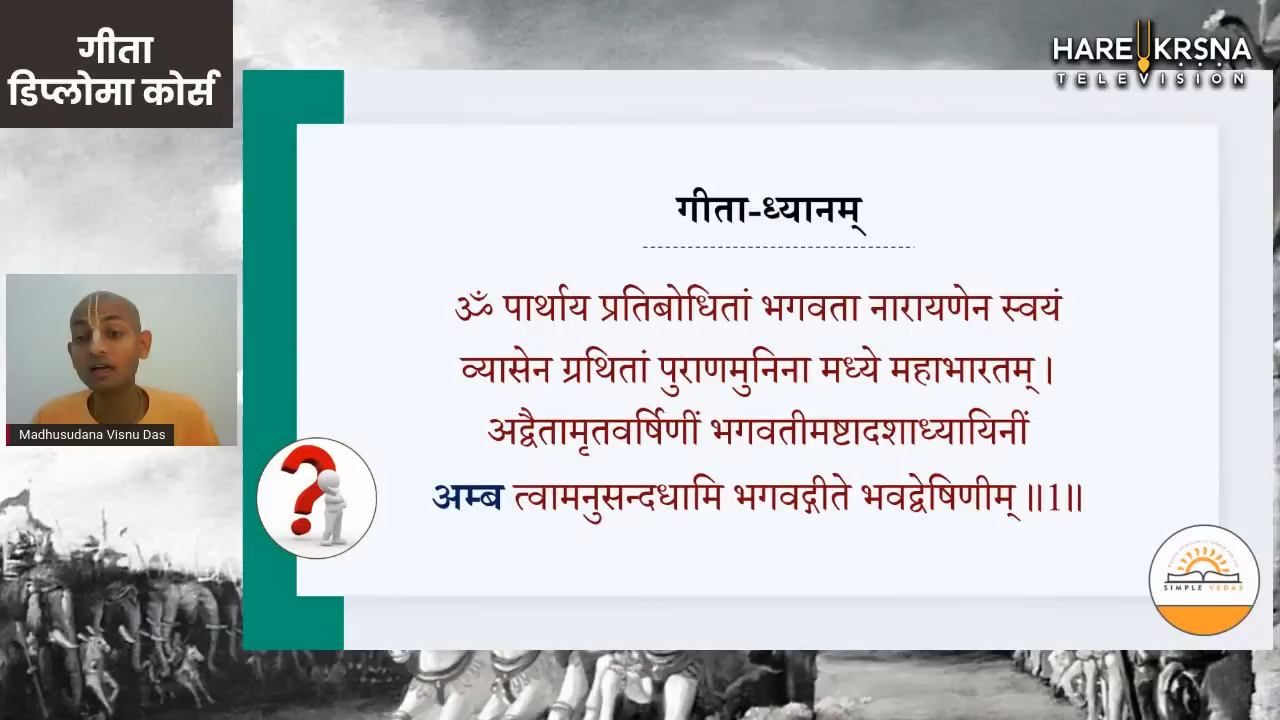 गीता
डिप्लोमा कोर्स
HARE KRSNA
TELEVISION
गीता-ध्यानम्
ॐ पार्थाय प्रतिबोधितां भगवता नारायणेन स्वयं
व्यासेन ग्रथितां पुराणमुनिना मध्ये महाभारतम् ।
अद्वैतामृतवर्षिणीं भगवतीमष्टादशाध्यायिनीं
अम्ब त्वामनुसन्दधामि भगवद्गीते भवद्वेषिणीम् ॥1॥
Madhusudana Visnu Das
SIMPLE VEDAS